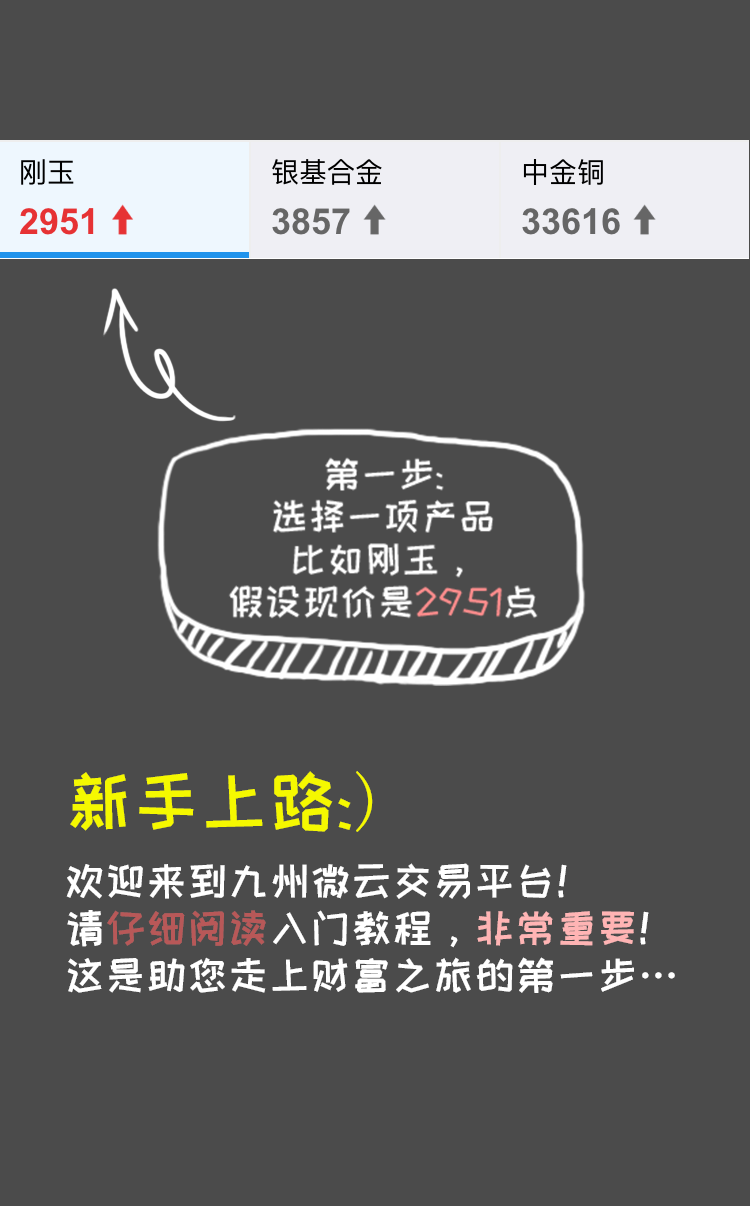 刚玉
2951
银基合金
3857
中金铜
33616
第一步:
选择一项产品
比如刚玉，
假设现价是2951点
新手上路:)
欢迎来到九州微云交易平台!
请仔细阅读入门教程，非常重要!
这是助您走上财富之旅的第一步…